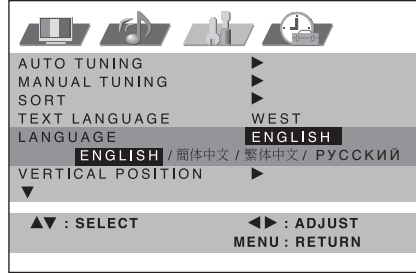 AUTO TUNING ▶
MANUAL TUNING ▶
SORT ▶
TEXT LANGUAGE WEST
LANGUAGE ENGLISH
ENGLISH / 簡体中文 / 繁体中文 / РУССКИЙ
VERTICAL POSITION ▶
▼
▲▼ : SELECT ◀▶ : ADJUST
MENU : RETURN